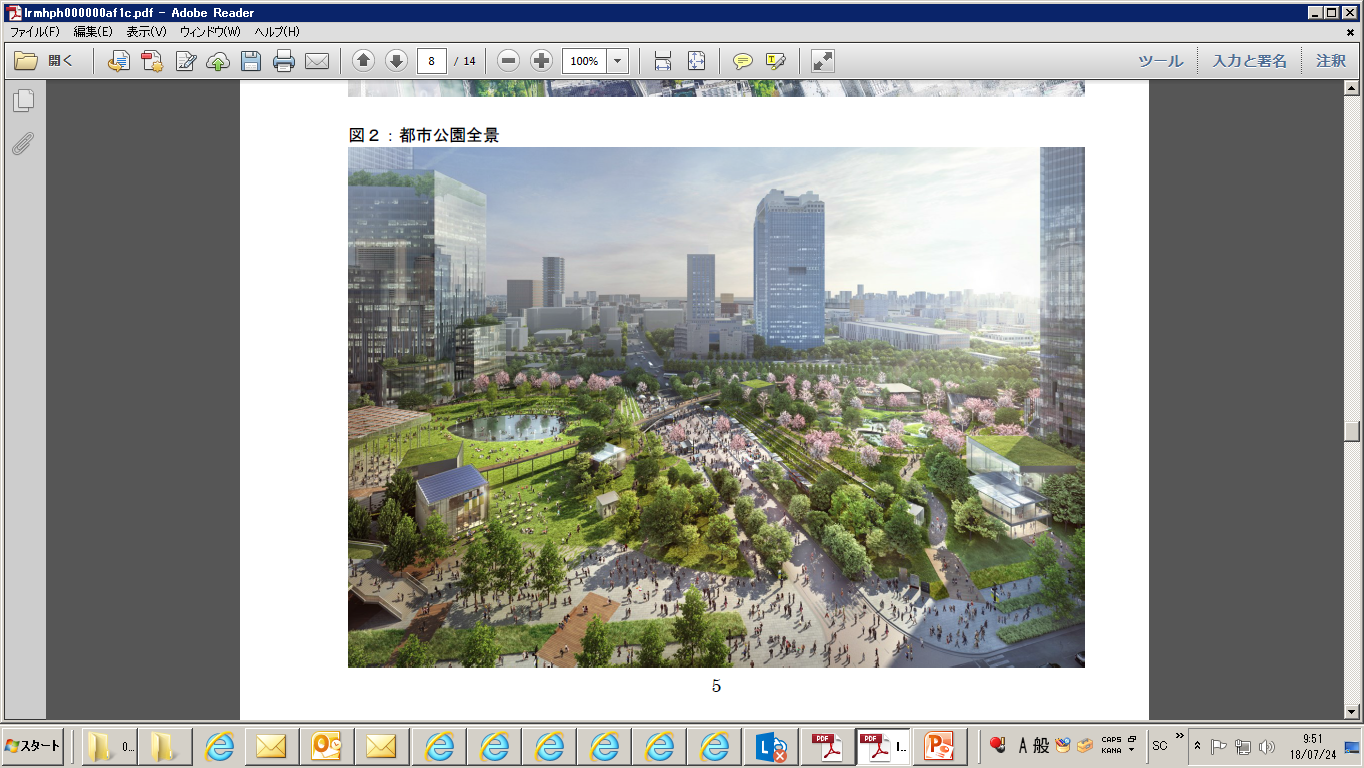 lrmhph000000af1c.pdf - Adobe Reader
ファイル(F) 編集(E) 表示(V) ウィンドウ(W) ヘルプ(H)
開く 8 / 14 100% ツール 入力と署名 注釈
図２：都市公園全景
5
スタート 0... I... A 般 CAPS KANA SC 9:51
18/07/24